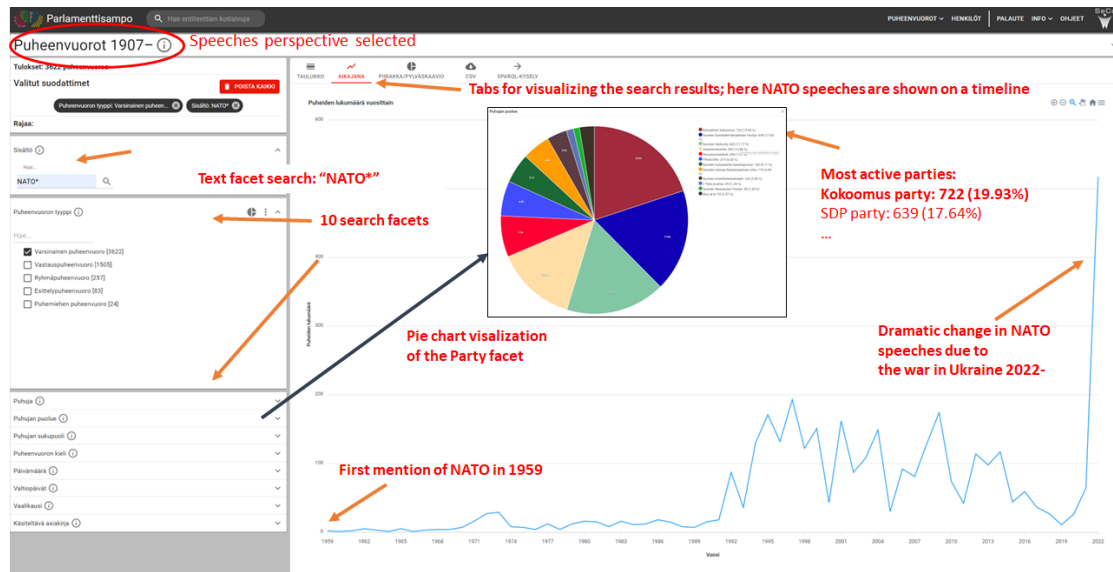 Parlamenttisampo
Hae entiteettien kotisivuja
PUHEENVUOROT
HENKILÖT
PALAUTE
INFO
OHJEET
SeCo
Puheenvuorot 1907–
Speeches perspective selected
Tulokset: 3622 puheenvuoroa
Valitut suodattimet
POISTA KAIKKI
Puheenvuoron tyyppi: Varsinainen puheen...
Sisältö: NATO*
Rajaa:
Sisältö
Hae...
NATO*
Text facet search: “NATO*”
Puheenvuoron tyyppi
10 search facets
Hae...
Varsinainen puheenvuoro [3622]
Vastauspuheenvuoro [1505]
Ryhmäpuheenvuoro [257]
Esittelypuheenvuoro [83]
Puhemiehen puheenvuoro [24]
Puhuja
Puhujan puolue
Puhujan sukupuoli
Puheenvuoron kieli
Päivämäärä
Valtiopäivät
Vaalikausi
Käsiteltävä asiakirja
TAULUKKO
AIKAJANA
PIIRAKKA/PYLVÄSKAAVIO
CSV
SPARQL-KYSELY
Tabs for visualizing the search results; here NATO speeches are shown on a timeline
Puheiden lukumäärä vuosittain
Puhujan puolue
Most active parties:
Kokoomus party: 722 (19.93%)
SDP party: 639 (17.64%)
...
Pie chart visalization
of the Party facet
Dramatic change in NATO
speeches due to
the war in Ukraine 2022-
First mention of NATO in 1959
Puheiden lukumäärä
600
400
300
200
100
0
1959 1962 1965 1968 1971 1974 1977 1980 1983 1986 1989 1992 1995 1998 2001 2004 2007 2010 2013 2016 2019 2022
Vuosi